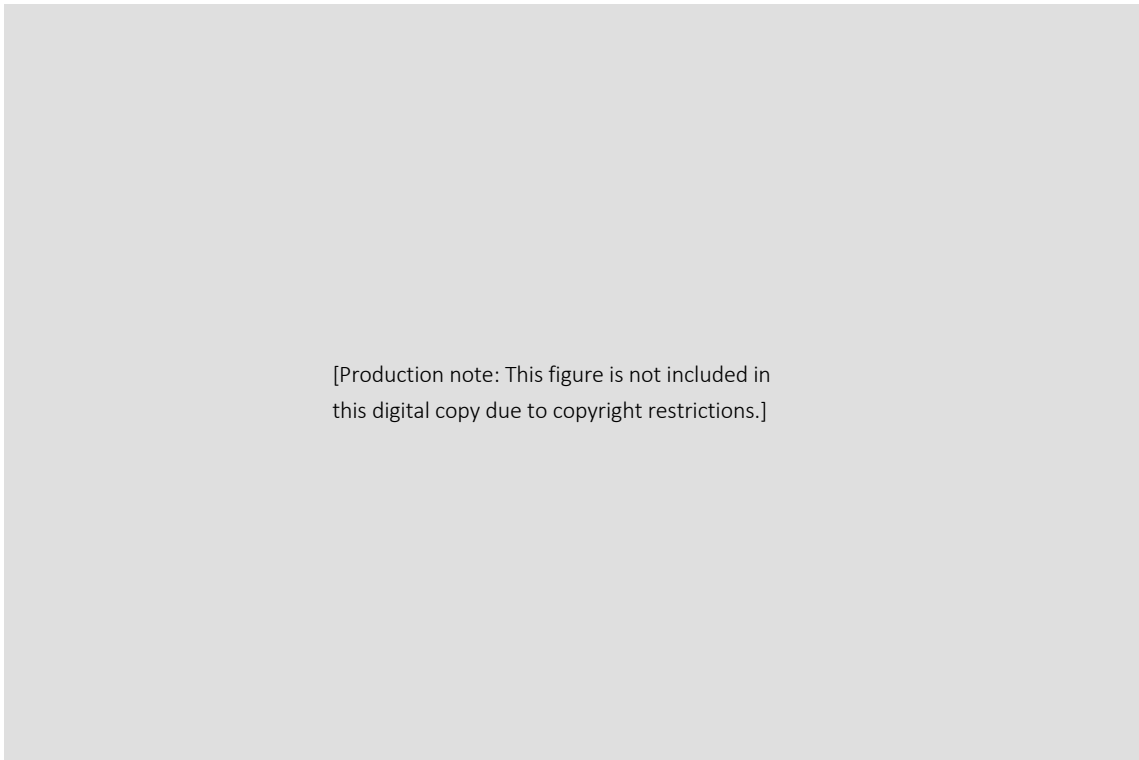 [Production note: This figure is not included in
this digital copy due to copyright restrictions.]